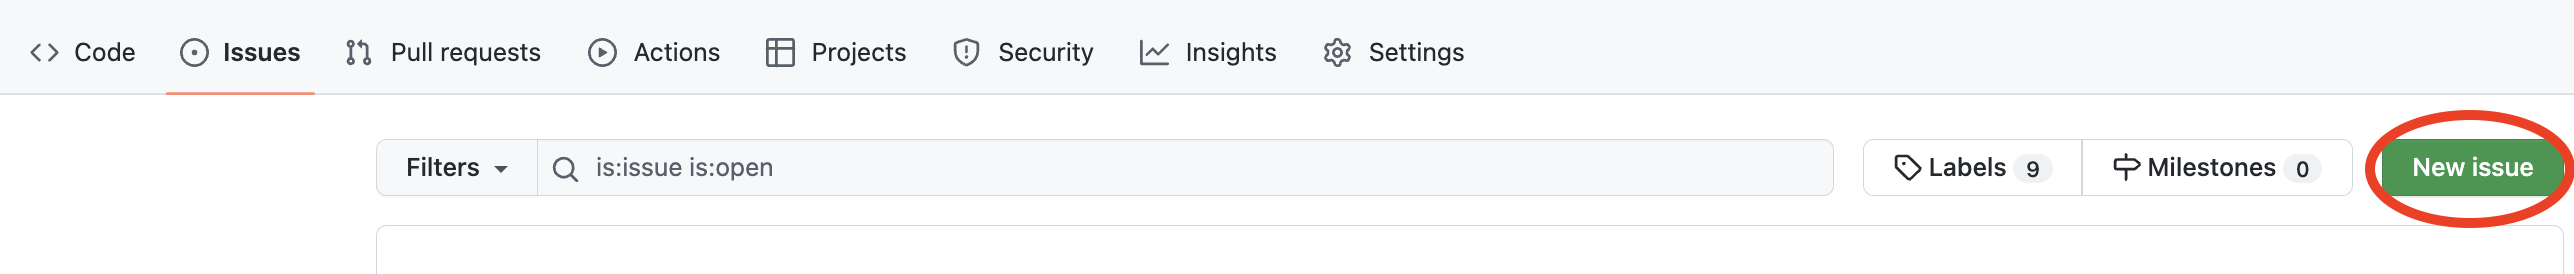 Code Issues Pull requests Actions Projects Security Insights Settings
Filters is:issue is:open Labels 9 Milestones 0 New issue